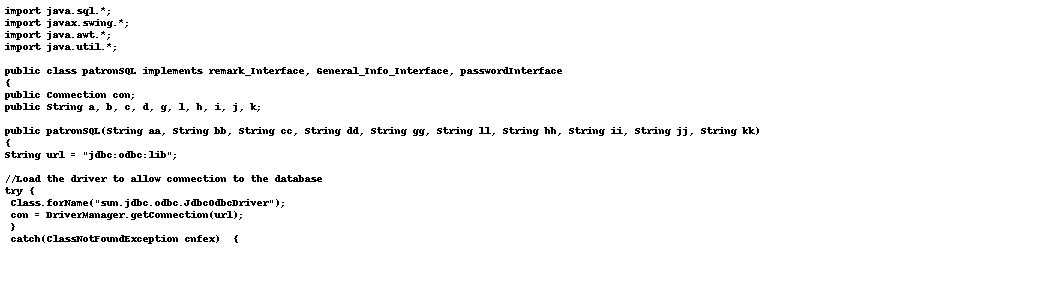 import java.sql.*;
import javax.swing.*;
import java.awt.*;
import java.util.*;
public class patronSQL implements remark_Interface, General_Info_Interface, passwordInterface
{
public Connection con;
public String a, b, c, d, g, l, h, i, j, k;
public patronSQL(String aa, String bb, String cc, String dd, String gg, String ll, String hh, String ii, String jj, String kk)
{
String url = "jdbc:odbc:lib";
//Load the driver to allow connection to the database
try {
Class.forName("sun.jdbc.odbc.JdbcOdbcDriver");
con = DriverManager.getConnection(url);
}
catch(ClassNotFoundException cnfex)  {